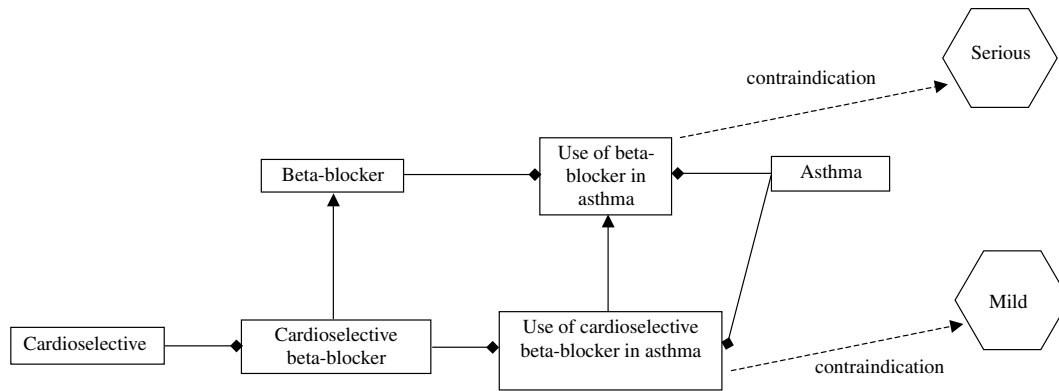 Serious
contraindication
Use of beta-
blocker in
asthma
Beta-blocker
Asthma
Mild
Cardioselective
Cardioselective
beta-blocker
Use of cardioselective
beta-blocker in asthma
contraindication